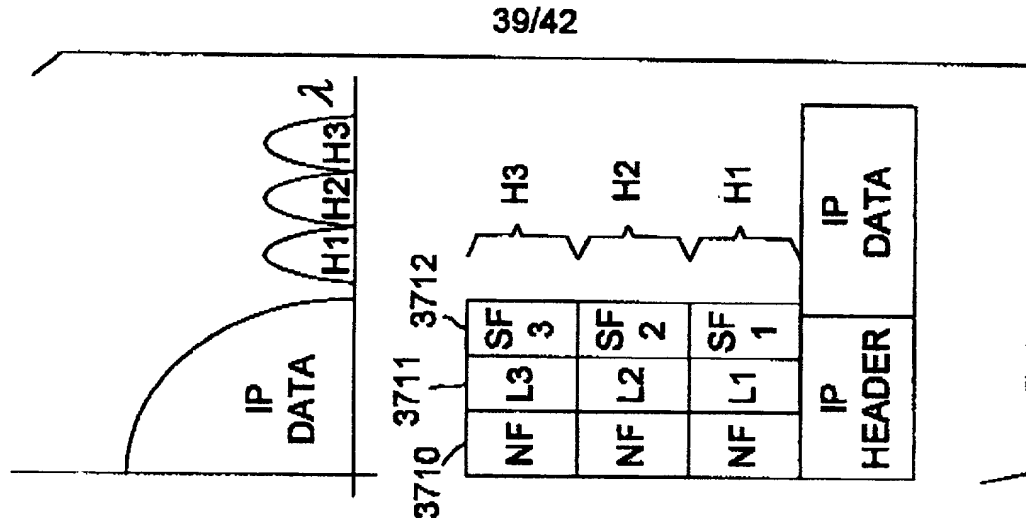 39/42
IP
DATA
H1 H2 H3 λ
3710 3711 3712
NF L3 SF 3 H3
NF L2 SF 2 H2
NF L1 SF 1 H1
IP HEADER
IP DATA